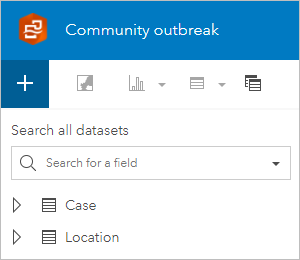 Community outbreak
Search all datasets
Search for a field
Case
Location